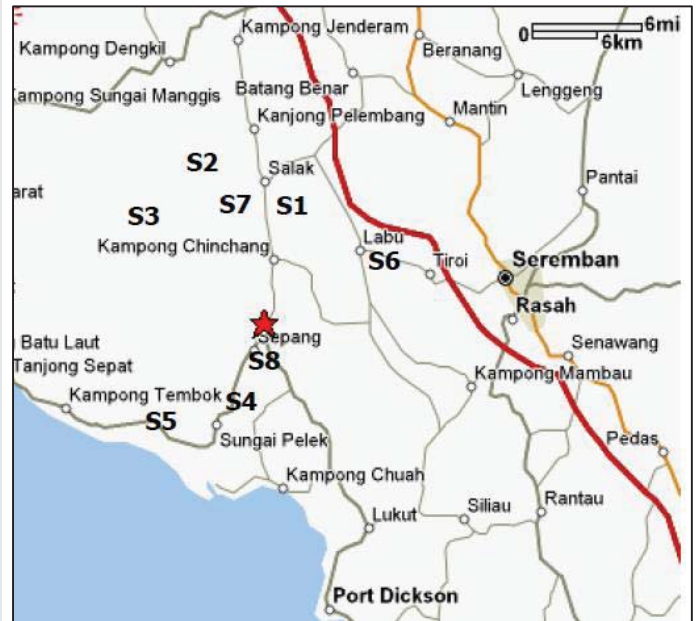 Kampong Jenderam
6mi
0
6km
Kampong Dengkil
Beranang
Batang Benar
Lenggeng
Kampong Sungai Manggis
Kanjong Pelembang
Mantin
S2
Salak
Pantai
arat
S7
S1
S3
Labu
Kampong Chinchang
S6
Tiroi
Seremban
Rasah
Batu Laut
Sepang
Senawang
Tanjong Sepat
S8
Kampong Mambau
Kampong Tembok
S4
S5
Sungai Pelek
Pedas
Kampong Chuah
Lukut
Siliau
Rantau
Port Dickson